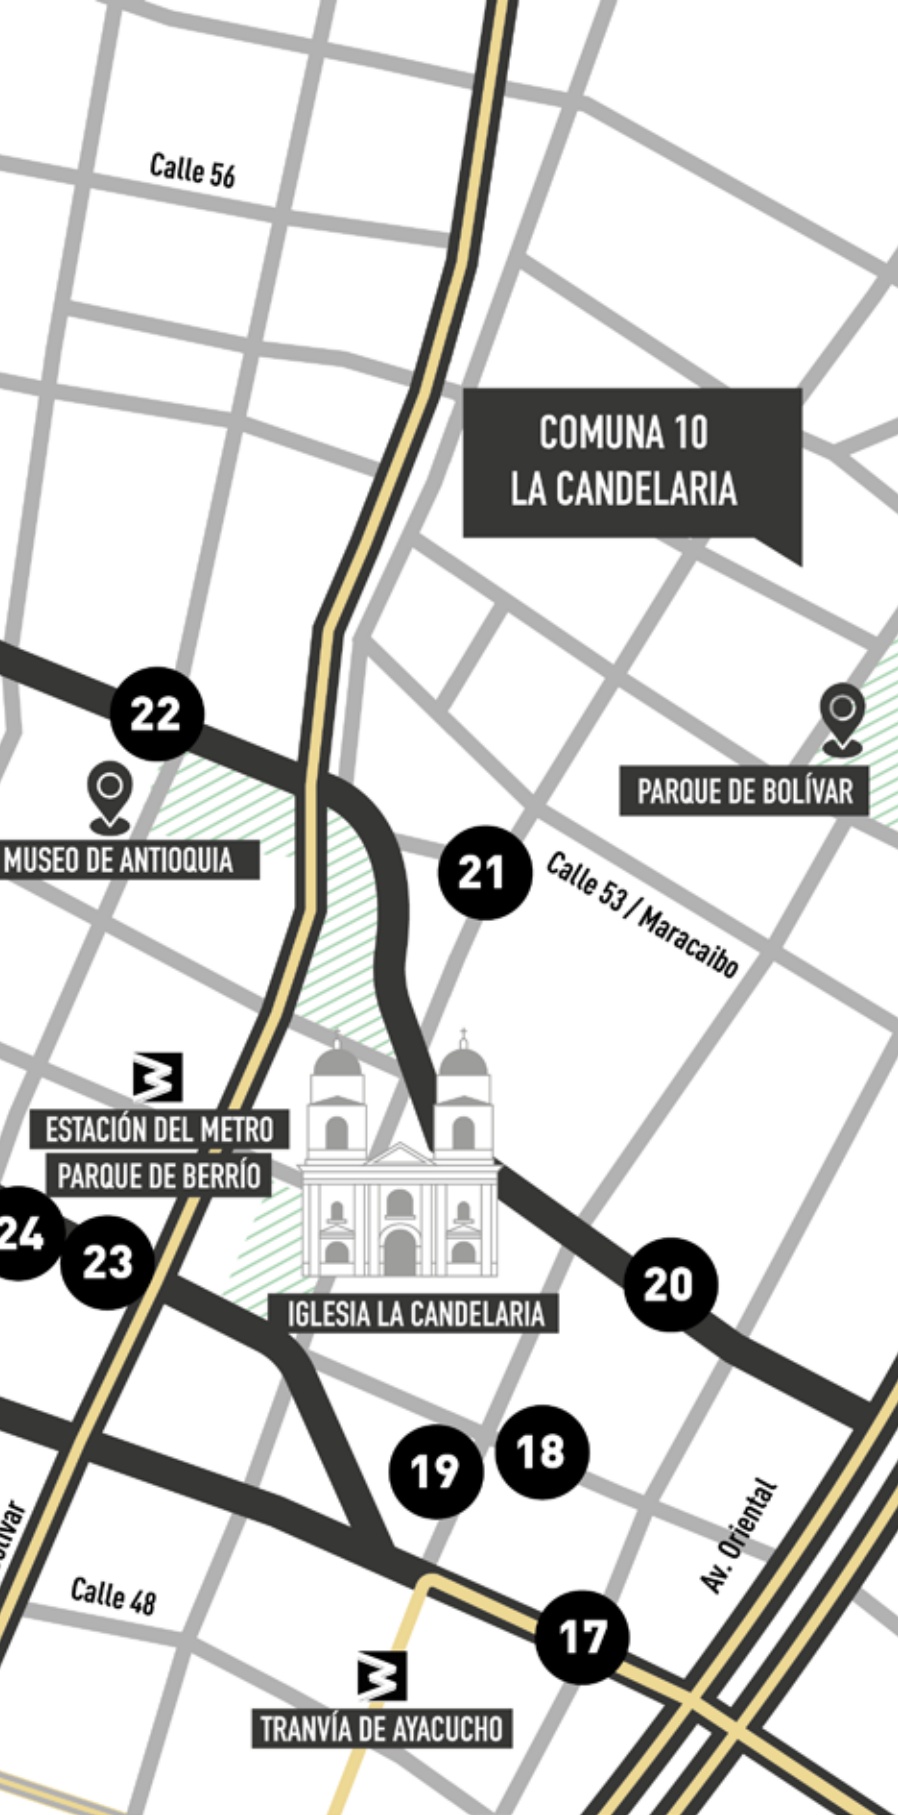 Calle 56
COMUNA 10
LA CANDELARIA
22
PARQUE DE BOLÍVAR
MUSEO DE ANTIOQUIA
21
Calle 53 / Maracaibo
ESTACIÓN DEL METRO
PARQUE DE BERRÍO
24
23
20
IGLESIA LA CANDELARIA
19
18
Av. Oriental
Calle 48
17
TRANVÍA DE AYACUCHO